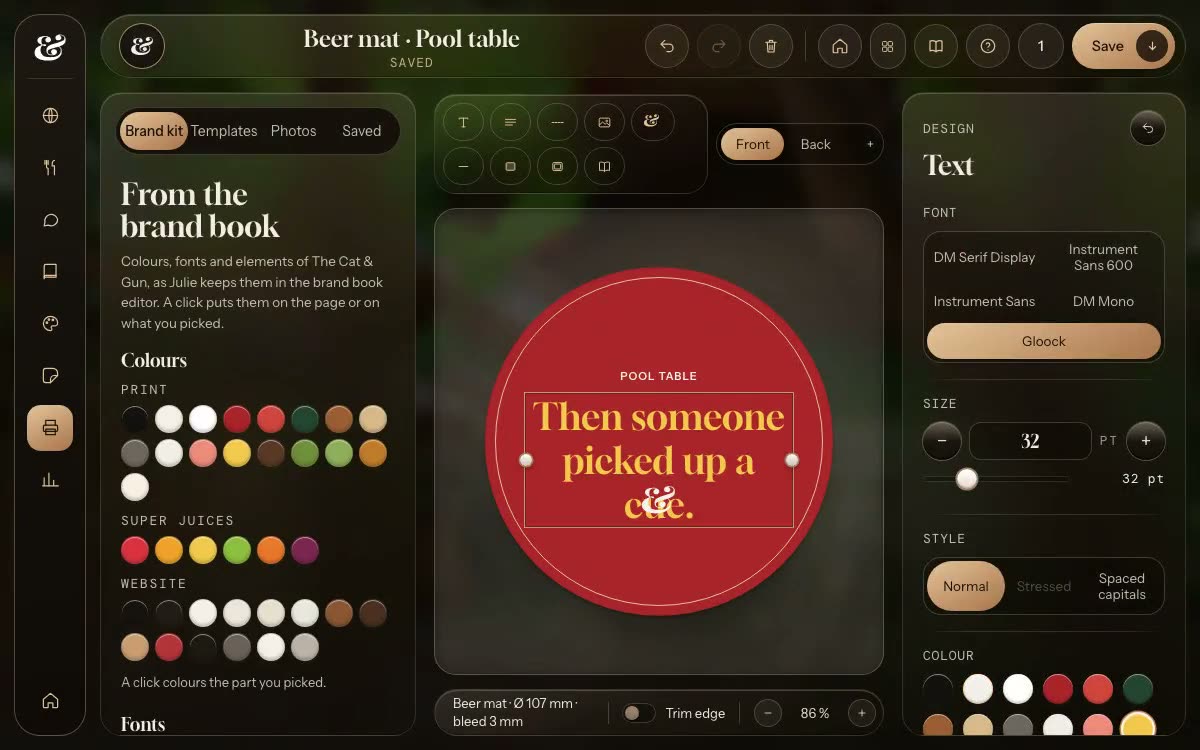 &
&
Beer mat · Pool table
SAVED
1
Save
Brand kit
Templates
Photos
Saved
From the
brand book
Colours, fonts and elements of The Cat &
Gun, as Julie keeps them in the brand book
editor. A click puts them on the page or on
what you picked.
Colours
PRINT
SUPER JUICES
WEBSITE
A click colours the part you picked.
Fonts
T
&
Front
Back
+
POOL TABLE
Then someone
picked up a
cue.
&
Beer mat · Ø 107 mm ·
bleed 3 mm
Trim edge
−
86 %
+
DESIGN
Text
FONT
DM Serif Display
Instrument
Sans 600
Instrument Sans
DM Mono
Gloock
SIZE
−
32
PT
+
32 pt
STYLE
Normal
Stressed
Spaced
capitals
COLOUR